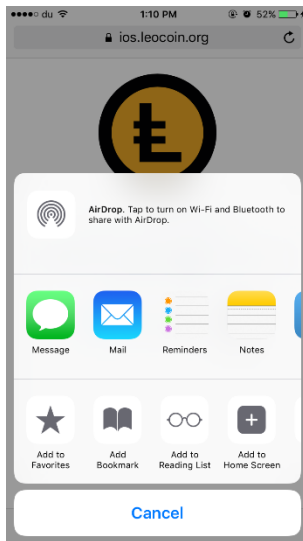 du 1:10 PM 52%
ios.leocoin.org
AirDrop. Tap to turn on Wi-Fi and Bluetooth to
share with AirDrop.
Message Mail Reminders Notes
Add to Favorites Add Bookmark Add to Reading List Add to Home Screen
Cancel